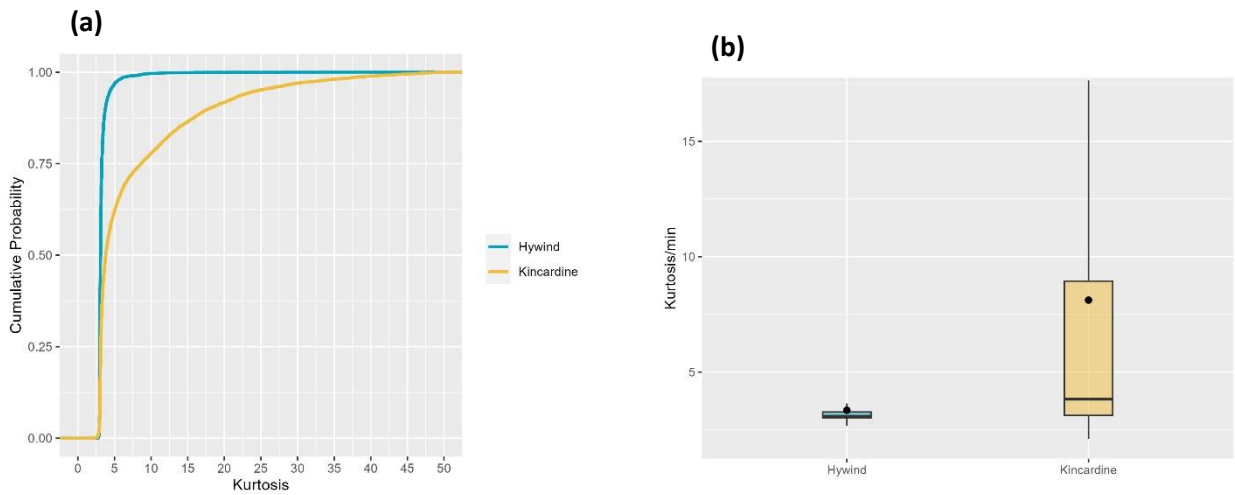 (a)
1.00
0.75
0.50
0.25
0.00
Cumulative Probability
0 5 10 15 20 25 30 35 40 45 50
Kurtosis
Hywind
Kincardine
(b)
15
10
5
Kurtosis/min
Hywind Kincardine